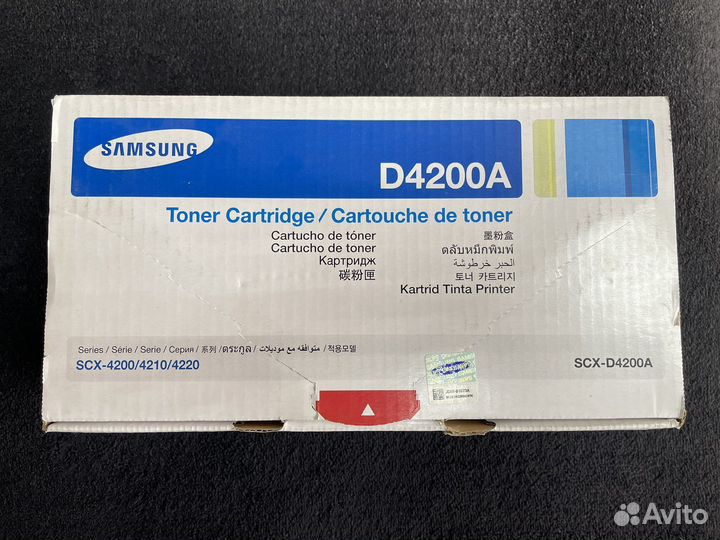 SAMSUNG
D4200A
Toner Cartridge / Cartouche de toner
Cartucho de tóner
墨粉盒
Cartucho de toner
ตลับหมึกพิมพ์
Картридж
الحبر خرطوشة
碳粉匣
토너 카트리지
Kartrid Tinta Printer
Series / Série / Serie / Серия / 系列 / ตระกูล / متوافقه مع موديلات / 적용모델
SCX-4200/4210/4220
SCX-D4200A
SAMSUNG
Avito